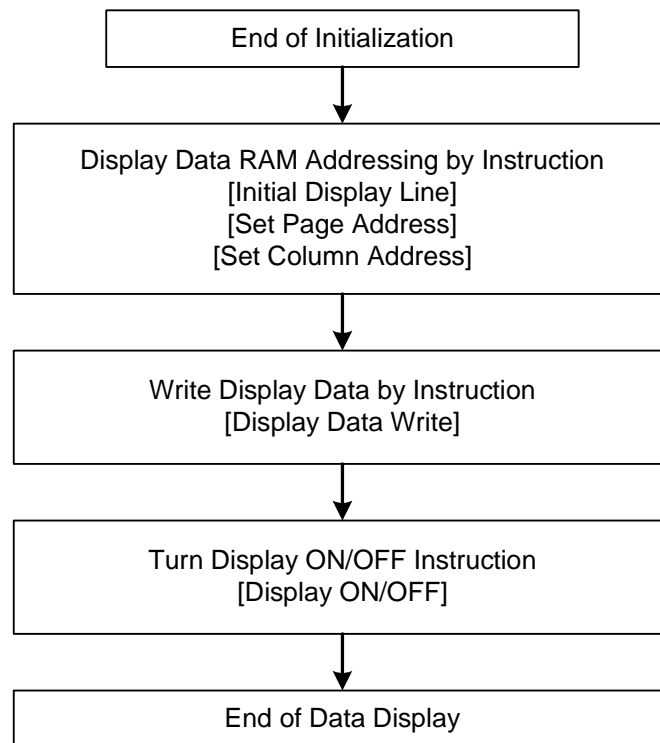 End of Initialization
Display Data RAM Addressing by Instruction
[Initial Display Line]
[Set Page Address]
[Set Column Address]
Write Display Data by Instruction
[Display Data Write]
Turn Display ON/OFF Instruction
[Display ON/OFF]
End of Data Display